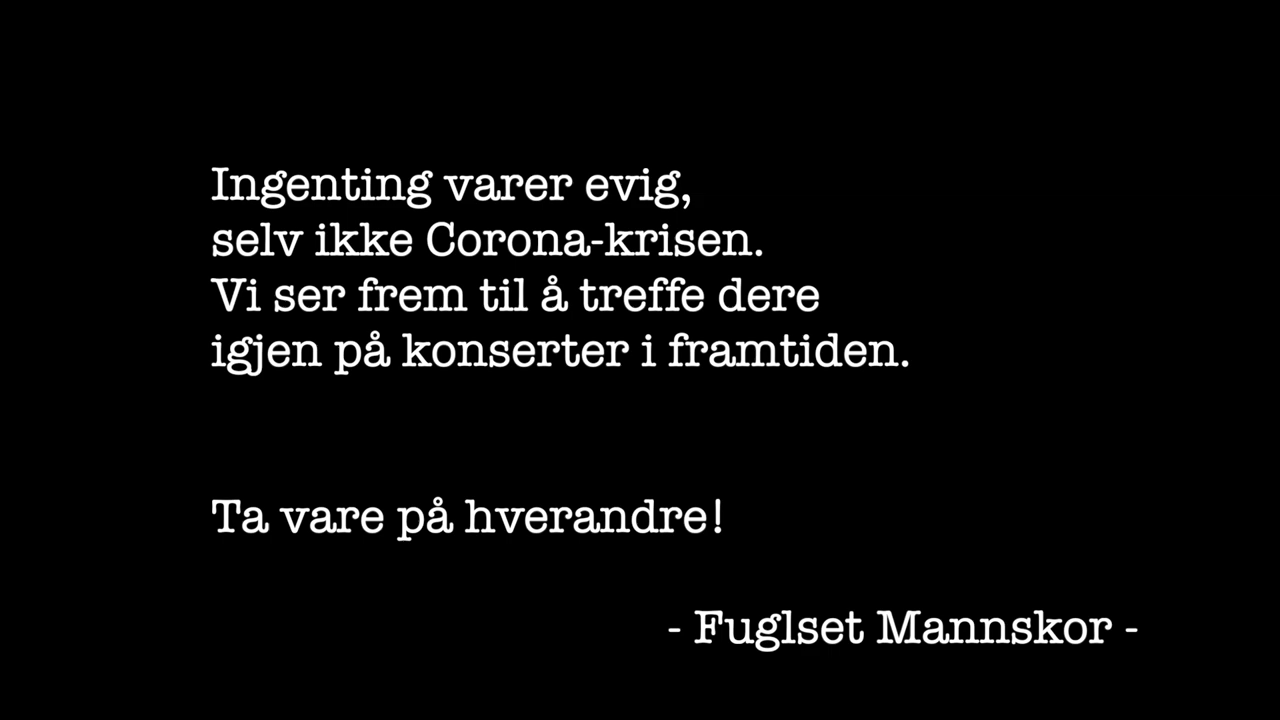 Ingenting varer evig,
selv ikke Corona-krisen.
Vi ser frem til å treffe dere
igjen på konserter i framtiden.
Ta vare på hverandre!
- Fuglset Mannskor -